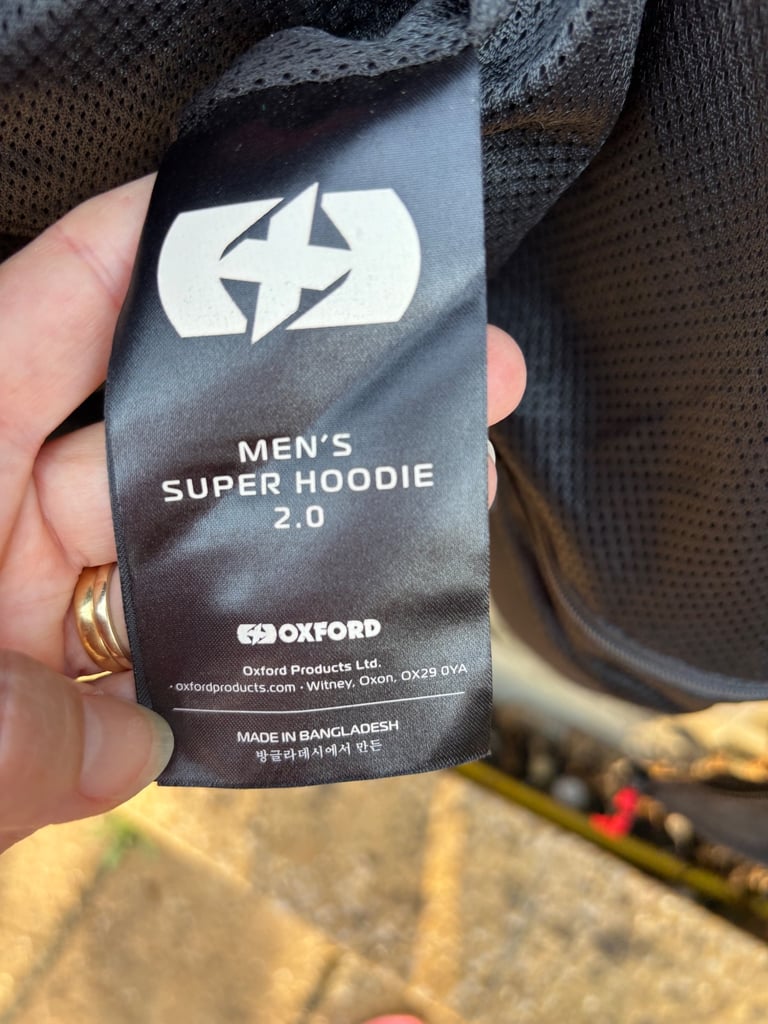 MEN'S
SUPER HOODIE
2.0
OXFORD
Oxford Products Ltd.
· oxfordproducts.com · Witney, Oxon, OX29 0YA
MADE IN BANGLADESH
방글라데시에서 만든